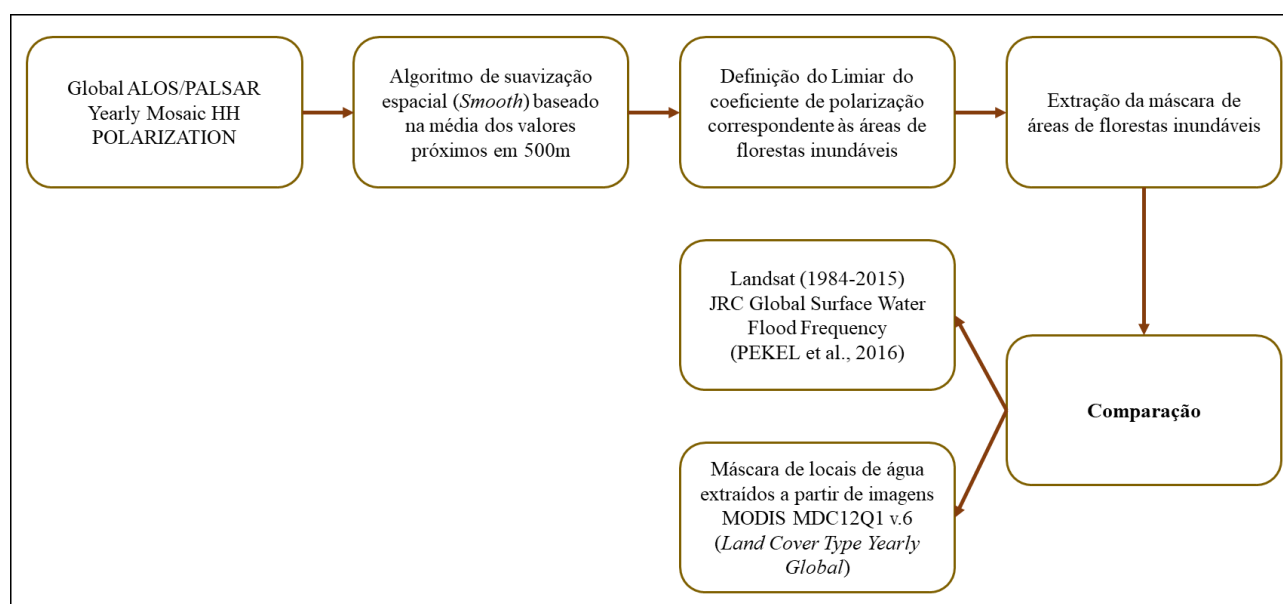 Global ALOS/PALSAR
Yearly Mosaic HH
POLARIZATION
Algoritmo de suavização
espacial (Smooth) baseado
na média dos valores
próximos em 500m
Definição do Limiar do
coeficiente de polarização
correspondente às áreas de
florestas inundáveis
Extração da máscara de
áreas de florestas inundáveis
Landsat (1984-2015)
JRC Global Surface Water
Flood Frequency
(PEKEL et al., 2016)
Comparação
Máscara de locais de água
extraídos a partir de imagens
MODIS MDC12Q1 v.6
(Land Cover Type Yearly
Global)